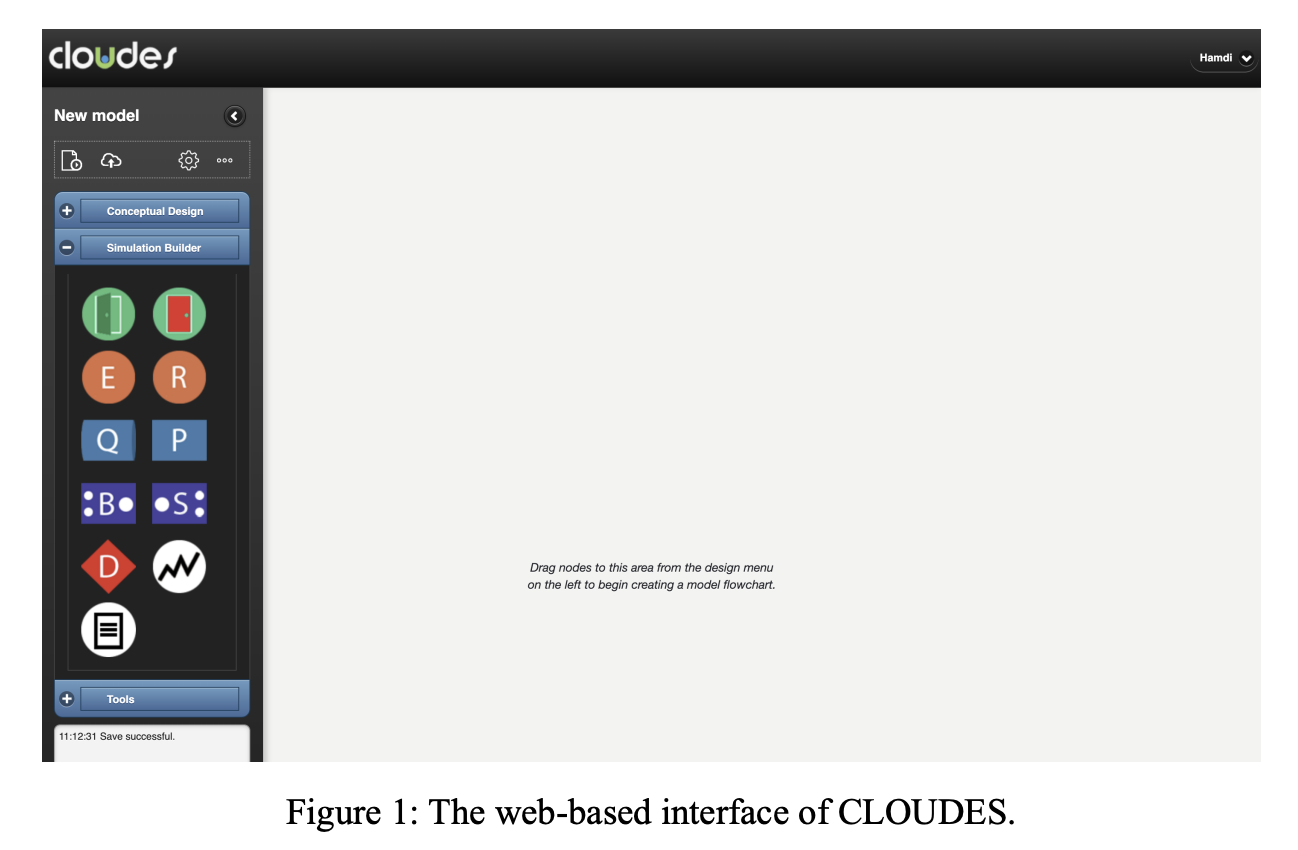 cloudes
Hamdi
New model
Conceptual Design
Simulation Builder
E
R
Q
P
B
S
D
Drag nodes to this area from the design menu
on the left to begin creating a model flowchart.
Tools
11:12:31 Save successful.
Figure 1: The web-based interface of CLOUDES.